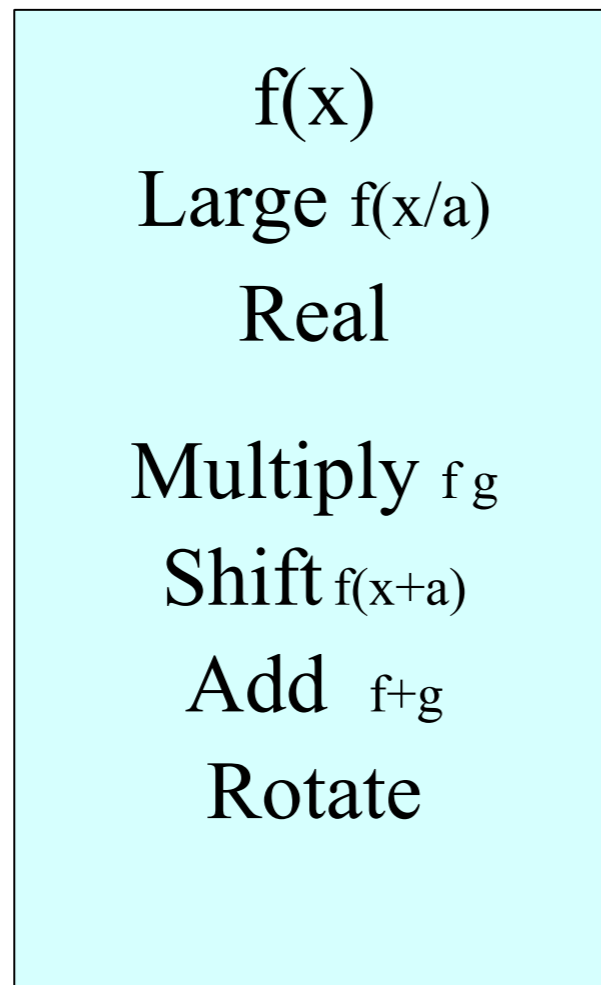 f(x)
Large f(x/a)
Real
Multiply f g
Shift f(x+a)
Add f+g
Rotate